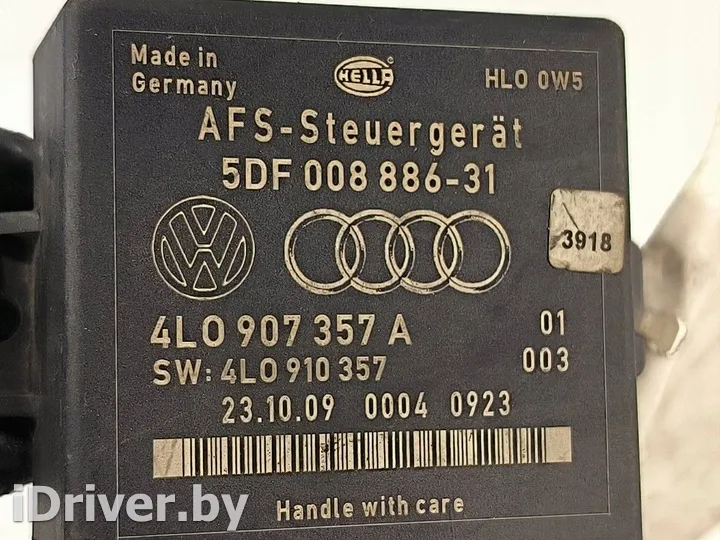 Made in
Germany
HELLA
HLO 0W5
AFS-Steuergerät
5DF 008 886-31
3918
4L0 907 357 A 01
SW: 4L0 910 357 003
23.10.09 0004 0923
Handle with care
iDriver.by